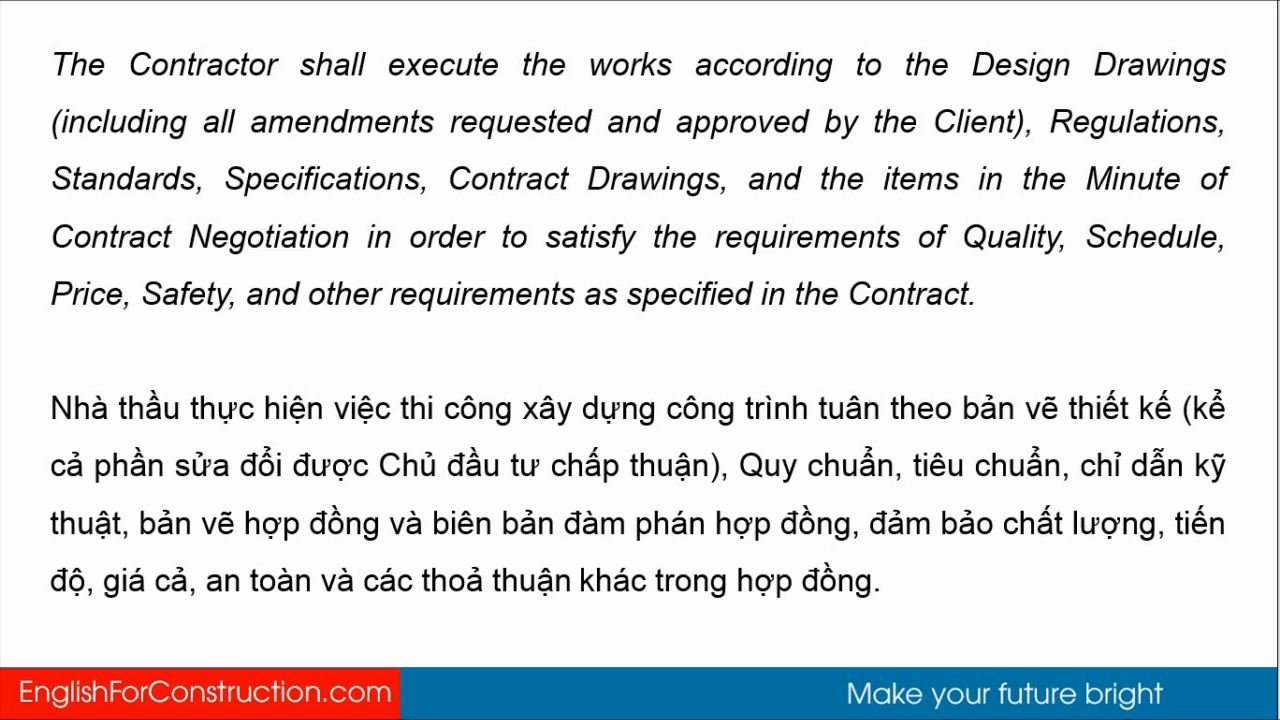 The Contractor shall execute the works according to the Design Drawings
(including all amendments requested and approved by the Client), Regulations,
Standards, Specifications, Contract Drawings, and the items in the Minute of
Contract Negotiation in order to satisfy the requirements of Quality, Schedule,
Price, Safety, and other requirements as specified in the Contract.
Nhà thầu thực hiện việc thi công xây dựng công trình tuân theo bản vẽ thiết kế (kể
cả phần sửa đổi được Chủ đầu tư chấp thuận), Quy chuẩn, tiêu chuẩn, chỉ dẫn kỹ
thuật, bản vẽ hợp đồng và biên bản đàm phán hợp đồng, đảm bảo chất lượng, tiến
độ, giá cả, an toàn và các thoả thuận khác trong hợp đồng.
EnglishForConstruction.com
Make your future bright